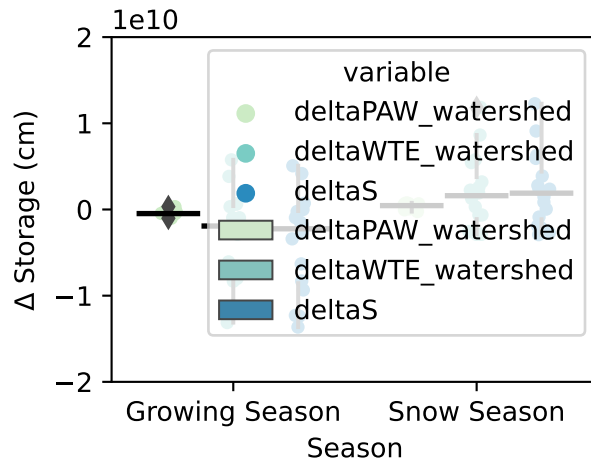 1e10
2
1
0
−1
−2
Δ Storage (cm)
variable
deltaPAW_watershed
deltaWTE_watershed
deltaS
deltaPAW_watershed
deltaWTE_watershed
deltaS
Growing Season
Snow Season
Season